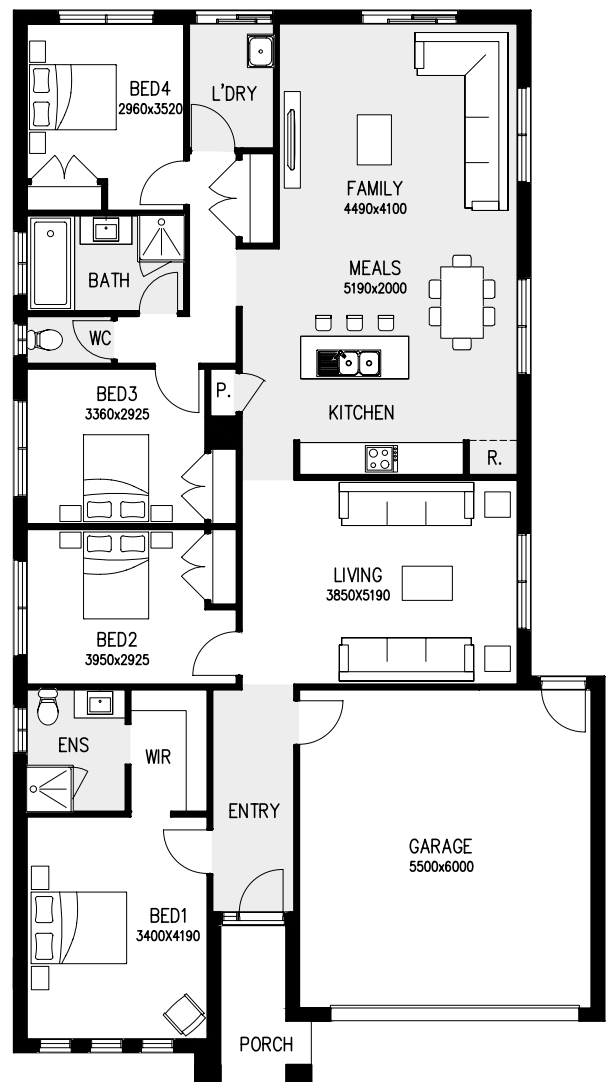 BED4
2960x3520
L'DRY
FAMILY
4490x4100
MEALS
5190x2000
BATH
WC
BED3
3360x2925
P.
KITCHEN
R.
LIVING
3850X5190
BED2
3950x2925
ENS
WIR
ENTRY
GARAGE
5500x6000
BED1
3400X4190
PORCH